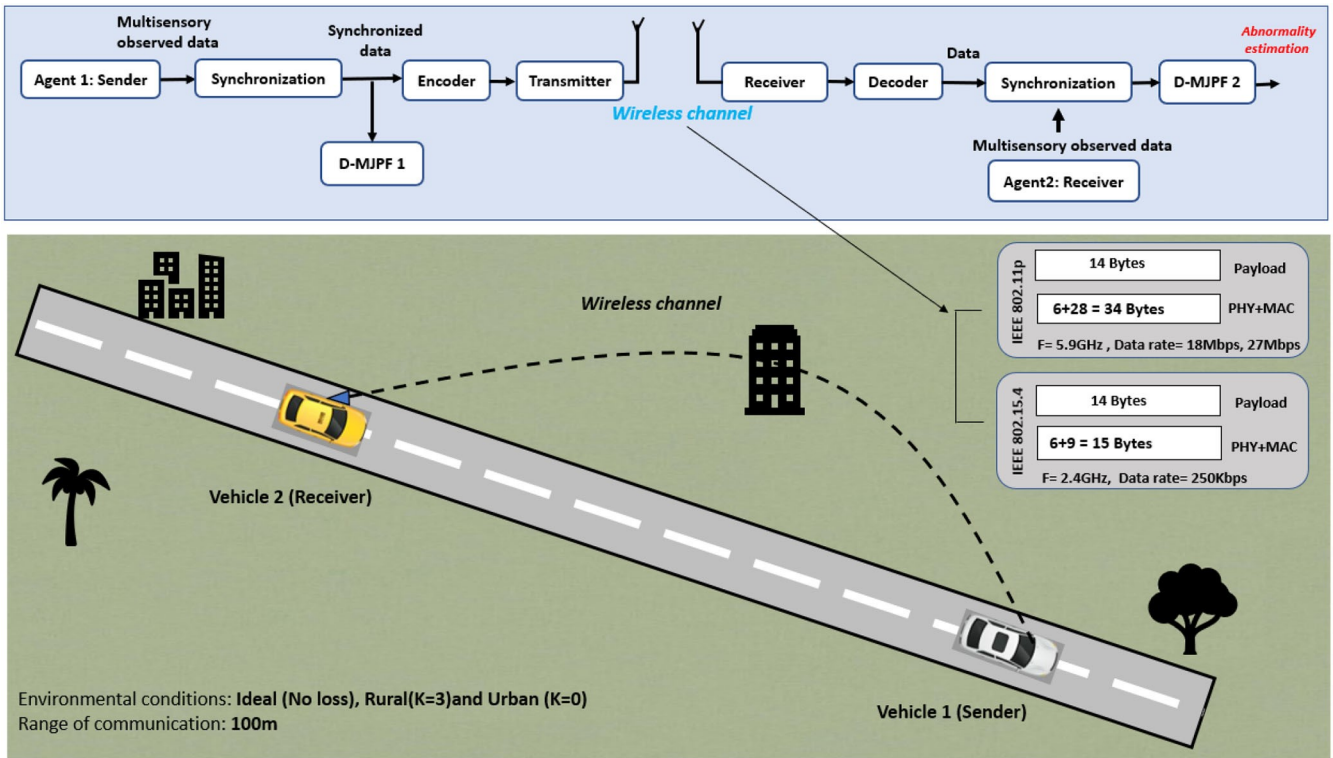 Multisensory
observed data
Synchronized
data
Agent 1: Sender
Synchronization
Encoder
Transmitter
D-MJPF 1
Wireless channel
Receiver
Decoder
Data
Synchronization
D-MJPF 2
Abnormality
estimation
Multisensory observed data
Agent2: Receiver
Wireless channel
IEEE 802.11p
14 Bytes
Payload
6+28 = 34 Bytes
PHY+MAC
F= 5.9GHz , Data rate= 18Mbps, 27Mbps
IEEE 802.15.4
14 Bytes
Payload
6+9 = 15 Bytes
PHY+MAC
F= 2.4GHz, Data rate= 250Kbps
Vehicle 2 (Receiver)
Vehicle 1 (Sender)
Environmental conditions: Ideal (No loss), Rural(K=3)and Urban (K=0)
Range of communication: 100m